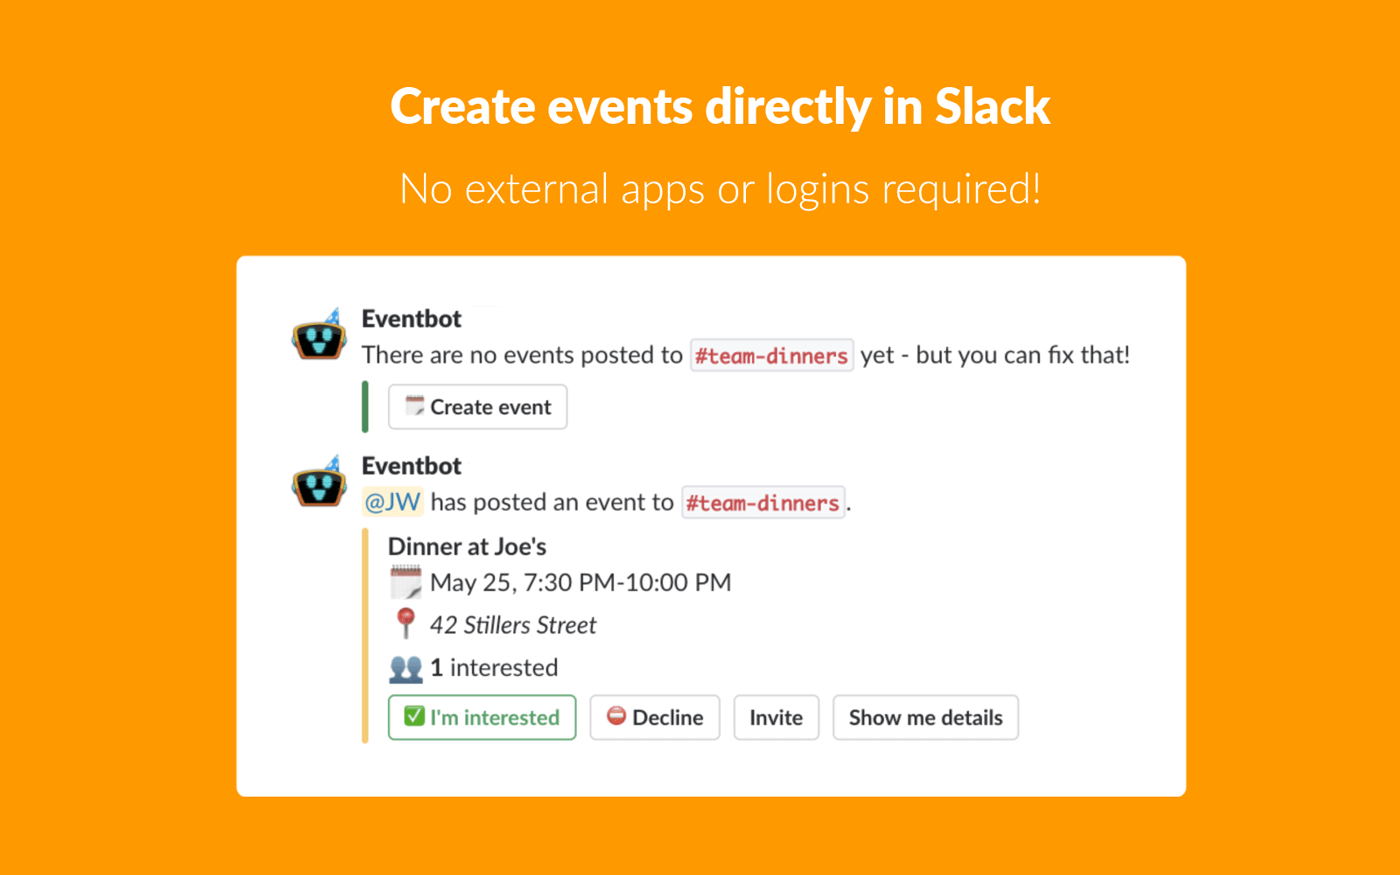 Create events directly in Slack
No external apps or logins required!
Eventbot
There are no events posted to #team-dinners yet - but you can fix that!
Create event
Eventbot
@JW has posted an event to #team-dinners.
Dinner at Joe's
May 25, 7:30 PM-10:00 PM
42 Stillers Street
1 interested
I'm interested Decline Invite Show me details